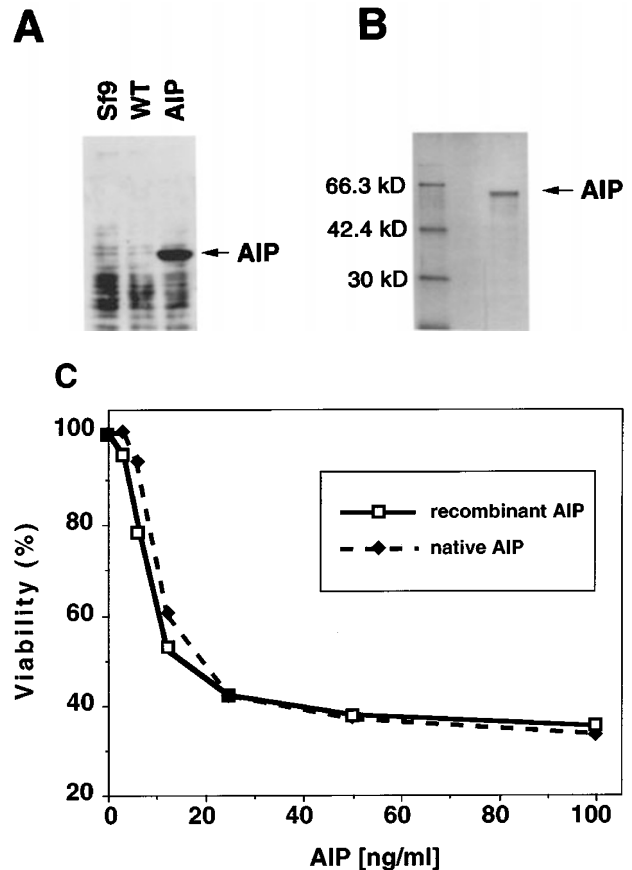 A
B
Sf9
WT
AIP
AIP
66.3 kD
42.4 kD
30 kD
AIP
C
100
80
60
40
20
Viability (%)
recombinant AIP
native AIP
0
20
40
60
80
100
AIP [ng/ml]